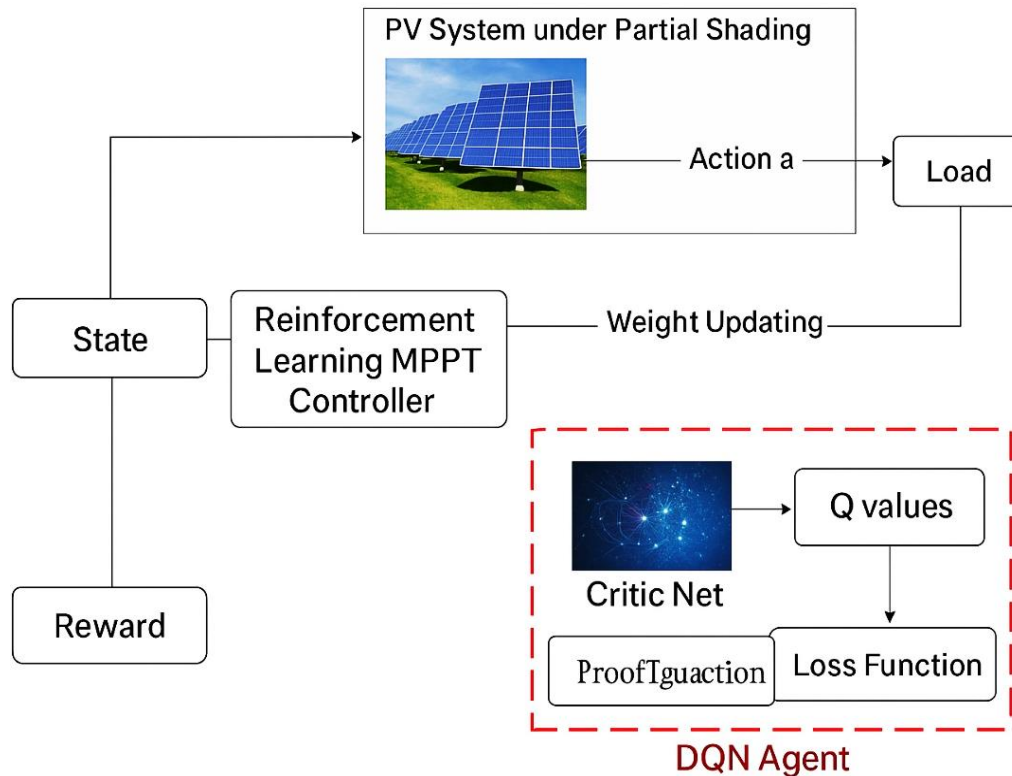 PV System under Partial Shading
Action a
Load
State
Reinforcement
Learning MPPT
Controller
Weight Updating
Reward
Q values
Critic Net
ProofTguaction
Loss Function
DQN Agent